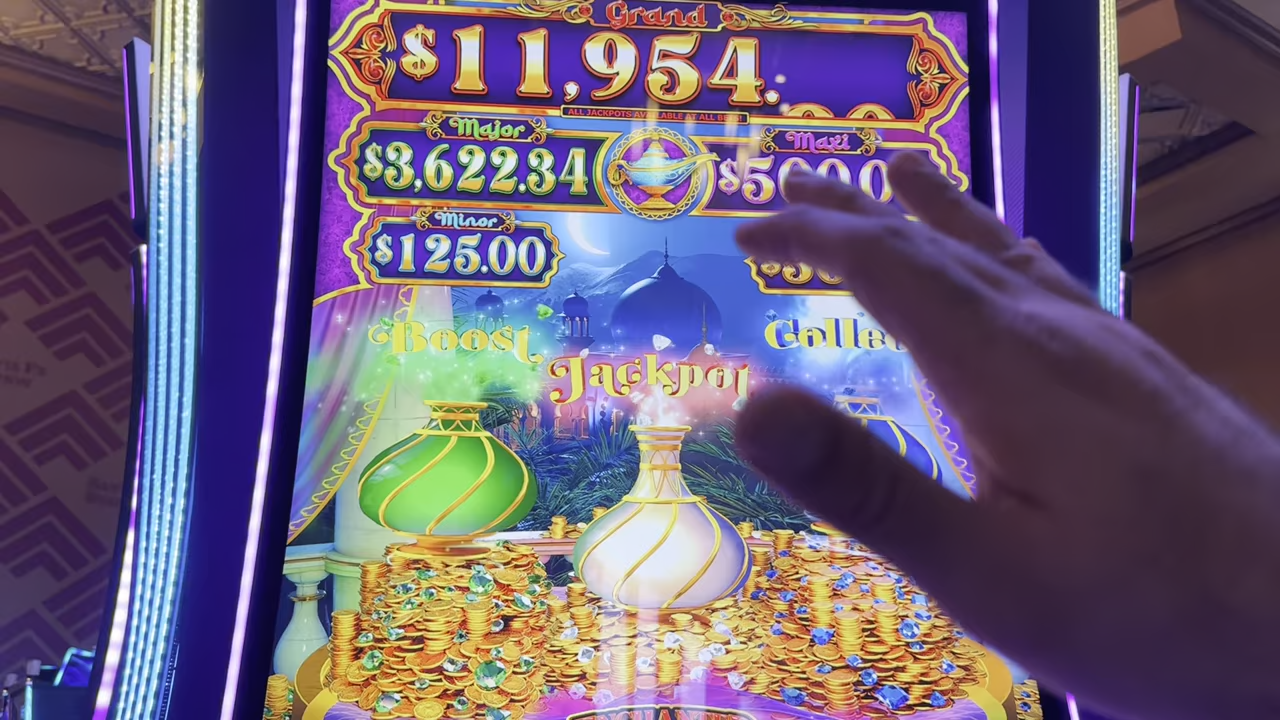 Grand
$11,954.
ALL JACKPOTS AVAILABLE AT ALL BETS!
Major
Maxi
$3,622.34
Minor
$125.00
Boost
Jackpot